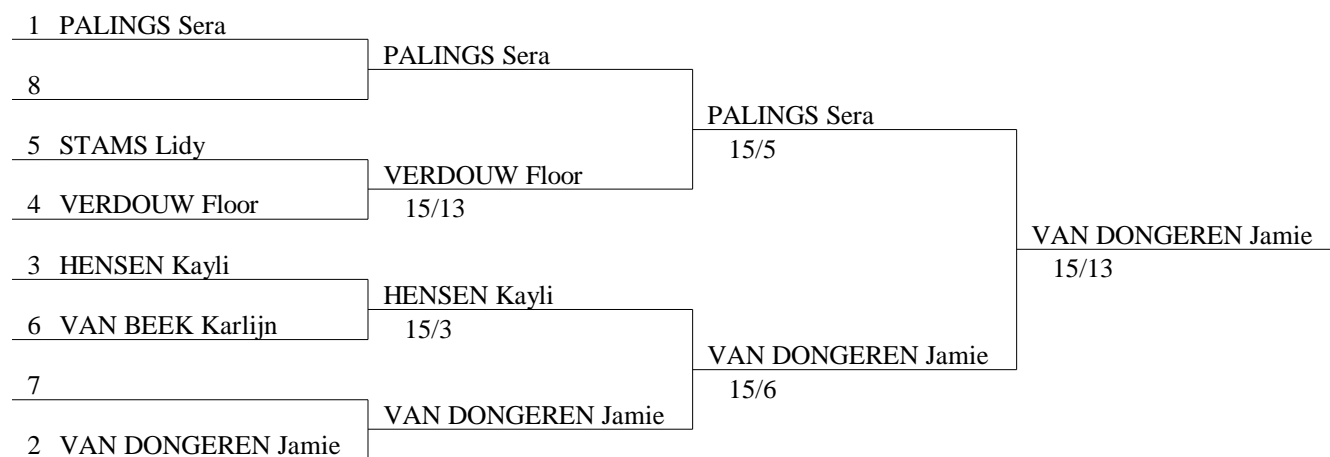 1 PALINGS Sera
8
5 STAMS Lidy
4 VERDOUW Floor
3 HENSEN Kayli
6 VAN BEEK Karlijn
7
2 VAN DONGEREN Jamie
PALINGS Sera
VERDOUW Floor
15/13
HENSEN Kayli
15/3
VAN DONGEREN Jamie
PALINGS Sera
15/5
VAN DONGEREN Jamie
15/6
VAN DONGEREN Jamie
15/13